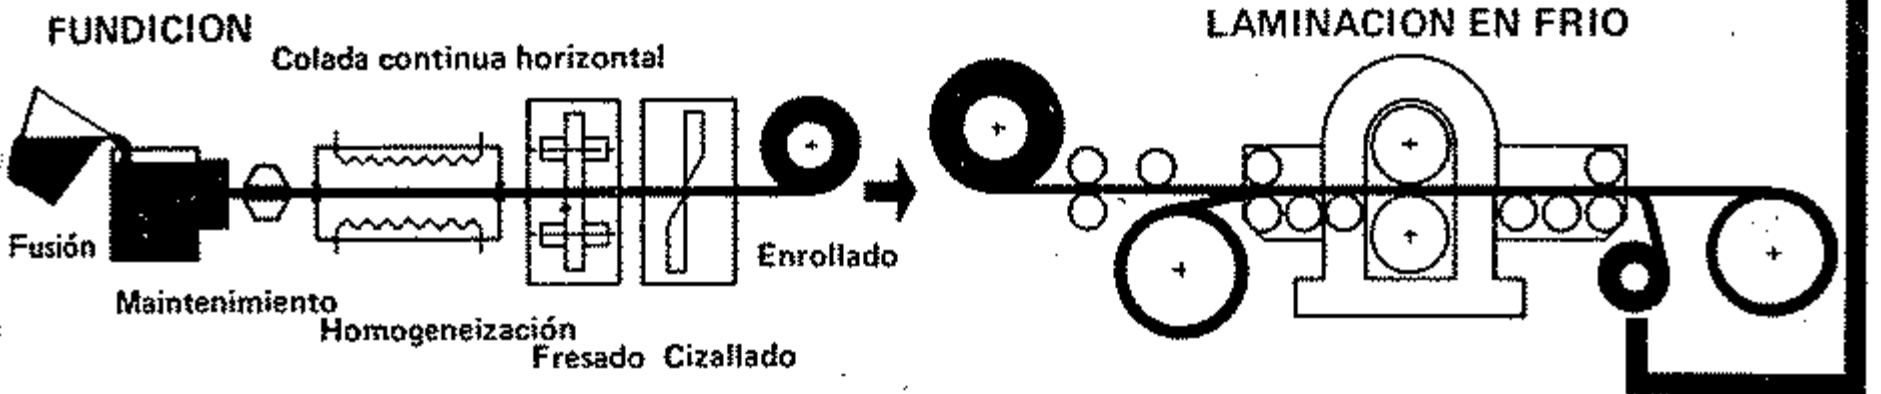 FUNDICION
Colada continua horizontal
LAMINACION EN FRIO
Fusión
Enrollado
Maintenimiento
Homogeneización
Fresado Cizallado